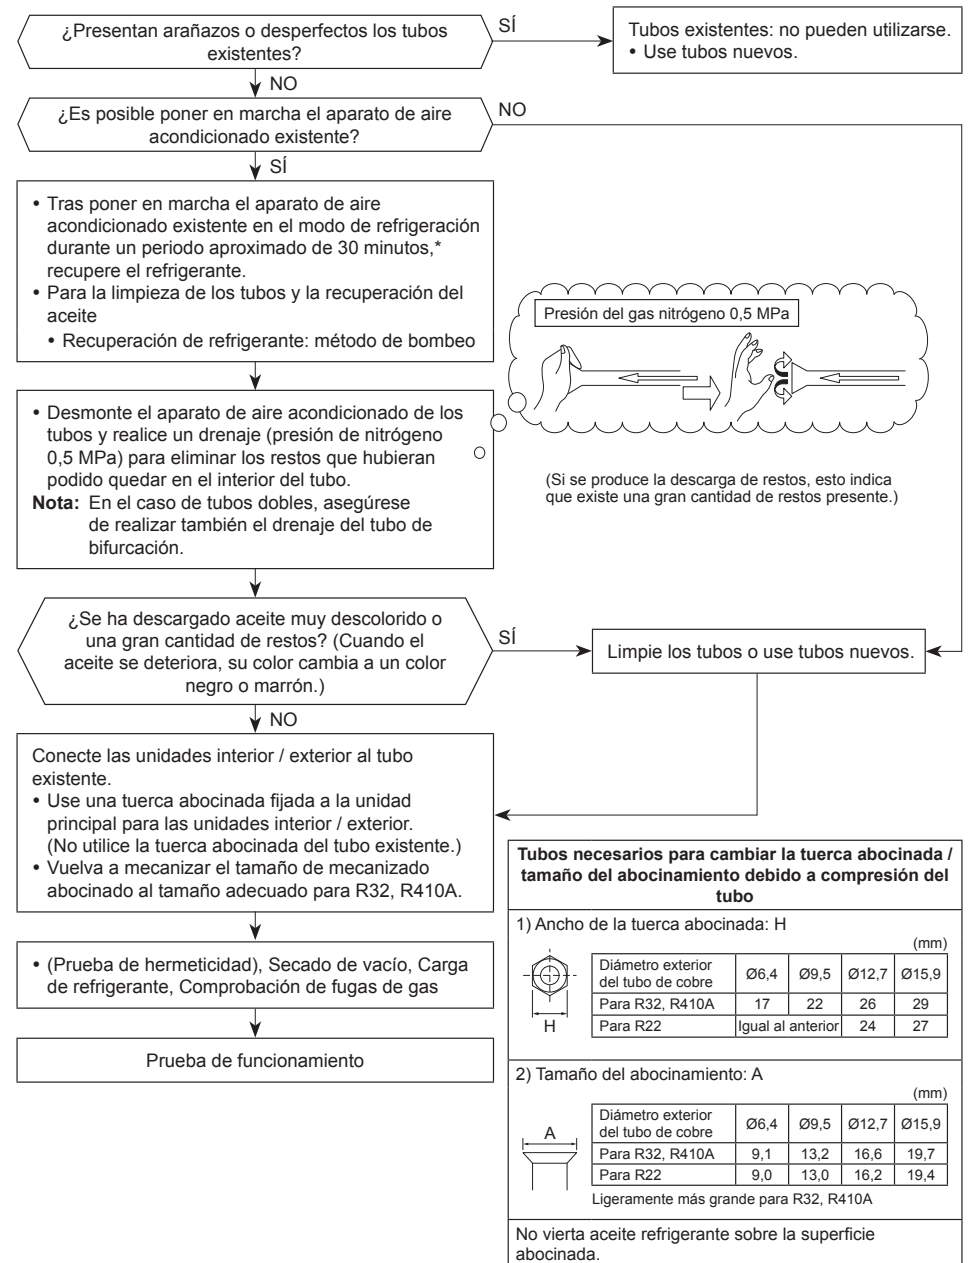 ¿Presentan arañazos o desperfectos los tubos
existentes?
SÍ
Tubos existentes: no pueden utilizarse.
• Use tubos nuevos.
NO
¿Es posible poner en marcha el aparato de aire
acondicionado existente?
NO
SÍ
• Tras poner en marcha el aparato de aire
acondicionado existente en el modo de refrigeración
durante un periodo aproximado de 30 minutos,*
recupere el refrigerante.
• Para la limpieza de los tubos y la recuperación del
aceite
• Recuperación de refrigerante: método de bombeo
Presión del gas nitrógeno 0,5 MPa
• Desmonte el aparato de aire acondicionado de los
tubos y realice un drenaje (presión de nitrógeno
0,5 MPa) para eliminar los restos que hubieran
podido quedar en el interior del tubo.
Nota: En el caso de tubos dobles, asegúrese
de realizar también el drenaje del tubo de
bifurcación.
(Si se produce la descarga de restos, esto indica
que existe una gran cantidad de restos presente.)
¿Se ha descargado aceite muy descolorido o
una gran cantidad de restos? (Cuando el
aceite se deteriora, su color cambia a un color
negro o marrón.)
SÍ
Limpie los tubos o use tubos nuevos.
NO
Conecte las unidades interior / exterior al tubo
existente.
• Use una tuerca abocinada fijada a la unidad
principal para las unidades interior / exterior.
(No utilice la tuerca abocinada del tubo existente.)
• Vuelva a mecanizar el tamaño de mecanizado
abocinado al tamaño adecuado para R32, R410A.
• (Prueba de hermeticidad), Secado de vacío, Carga
de refrigerante, Comprobación de fugas de gas
Prueba de funcionamiento
Tubos necesarios para cambiar la tuerca abocinada /
tamaño del abocinamiento debido a compresión del
tubo
1) Ancho de la tuerca abocinada: H
(mm)
Diámetro exterior
del tubo de cobre Ø6,4 Ø9,5 Ø12,7 Ø15,9
Para R32, R410A 17 22 26 29
Para R22 Igual al anterior 24 27
H
2) Tamaño del abocinamiento: A
(mm)
Diámetro exterior
del tubo de cobre Ø6,4 Ø9,5 Ø12,7 Ø15,9
Para R32, R410A 9,1 13,2 16,6 19,7
Para R22 9,0 13,0 16,2 19,4
A
Ligeramente más grande para R32, R410A
No vierta aceite refrigerante sobre la superficie
abocinada.